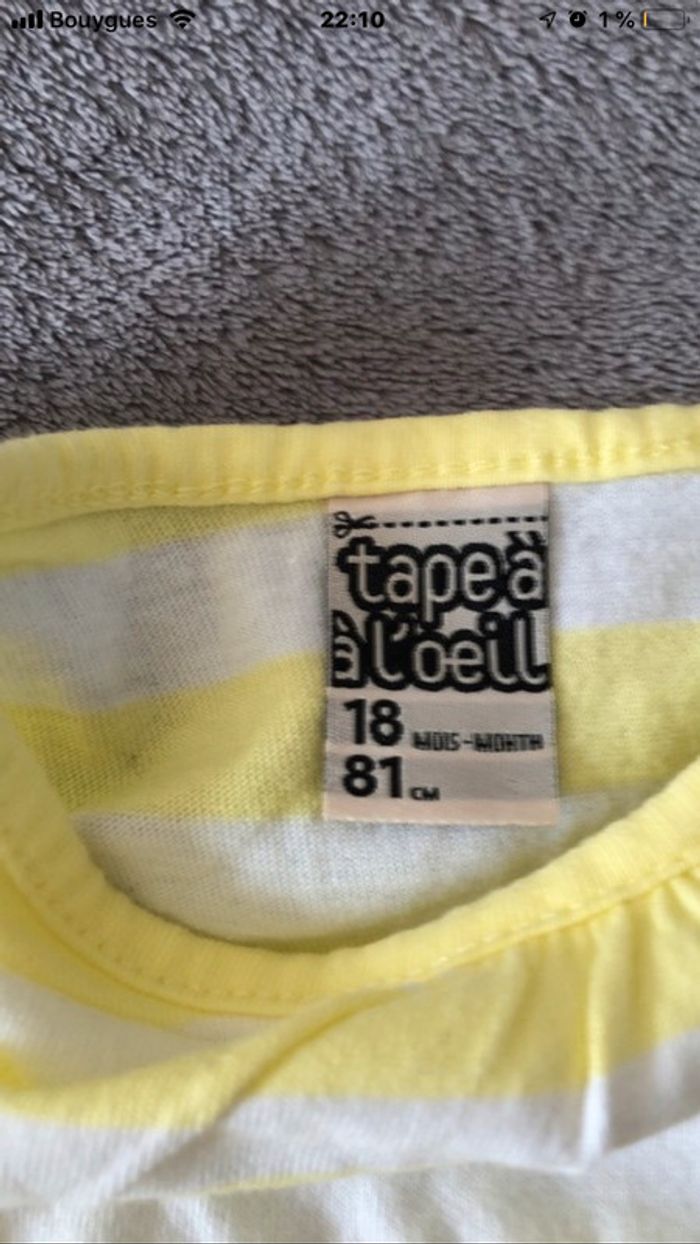 Bouygues 22:10 1 %
tape à
à l'oeil
18 MOIS-MONTH
81 CM